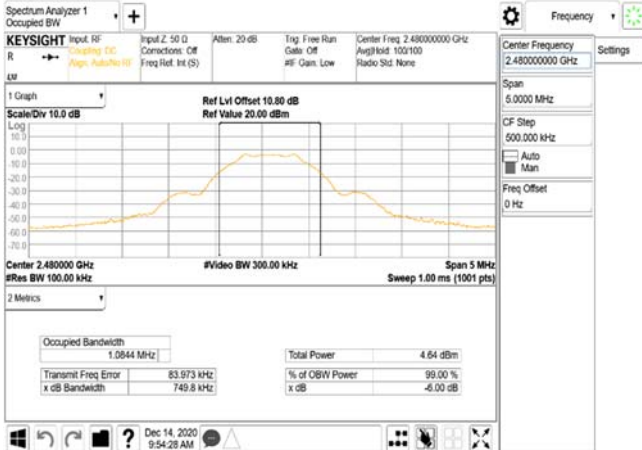 Spectrum Analyzer 1
Occupied BW
+
Frequency
KEYSIGHT
R
LXI
Input: RF
Coupling: DC
Align: Auto/No RF
Input Z: 50 Ω
Corrections: Off
Freq Ref: Int (S)
Atten: 20 dB
Trig: Free Run
Gate: Off
#IF Gain: Low
Center Freq: 2.480000000 GHz
Avg|Hold: 100/100
Radio Std: None
Center Frequency
2.480000000 GHz
Settings
Span
5.0000 MHz
CF Step
500.000 kHz
Auto
Man
Freq Offset
0 Hz
1 Graph
Scale/Div 10.0 dB
Ref Lvl Offset 10.80 dB
Ref Value 20.00 dBm
Log
10.0
0.00
-10.0
-20.0
-30.0
-40.0
-50.0
-60.0
-70.0
Center 2.480000 GHz
#Res BW 100.00 kHz
#Video BW 300.00 kHz
Span 5 MHz
Sweep 1.00 ms (1001 pts)
2 Metrics
Occupied Bandwidth
1.0844 MHz
Transmit Freq Error 83.973 kHz
x dB Bandwidth 749.8 kHz
Total Power 4.64 dBm
% of OBW Power 99.00 %
x dB -6.00 dB
?
Dec 14, 2020
9:54:28 AM